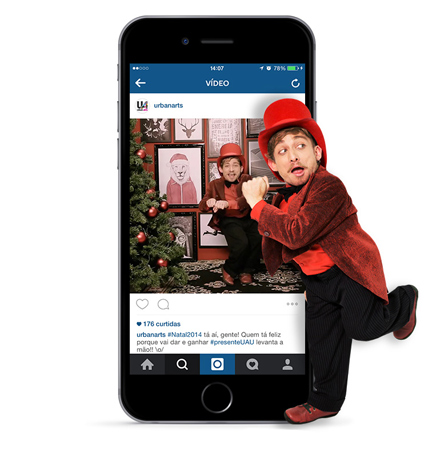 14:07
78%
VÍDEO
U4
urbanarts
176 curtidas
urbanarts #Natal2014 tá aí, gente! Quem tá feliz
porque vai dar e ganhar #presenteUAU levanta a
mão!! \o/